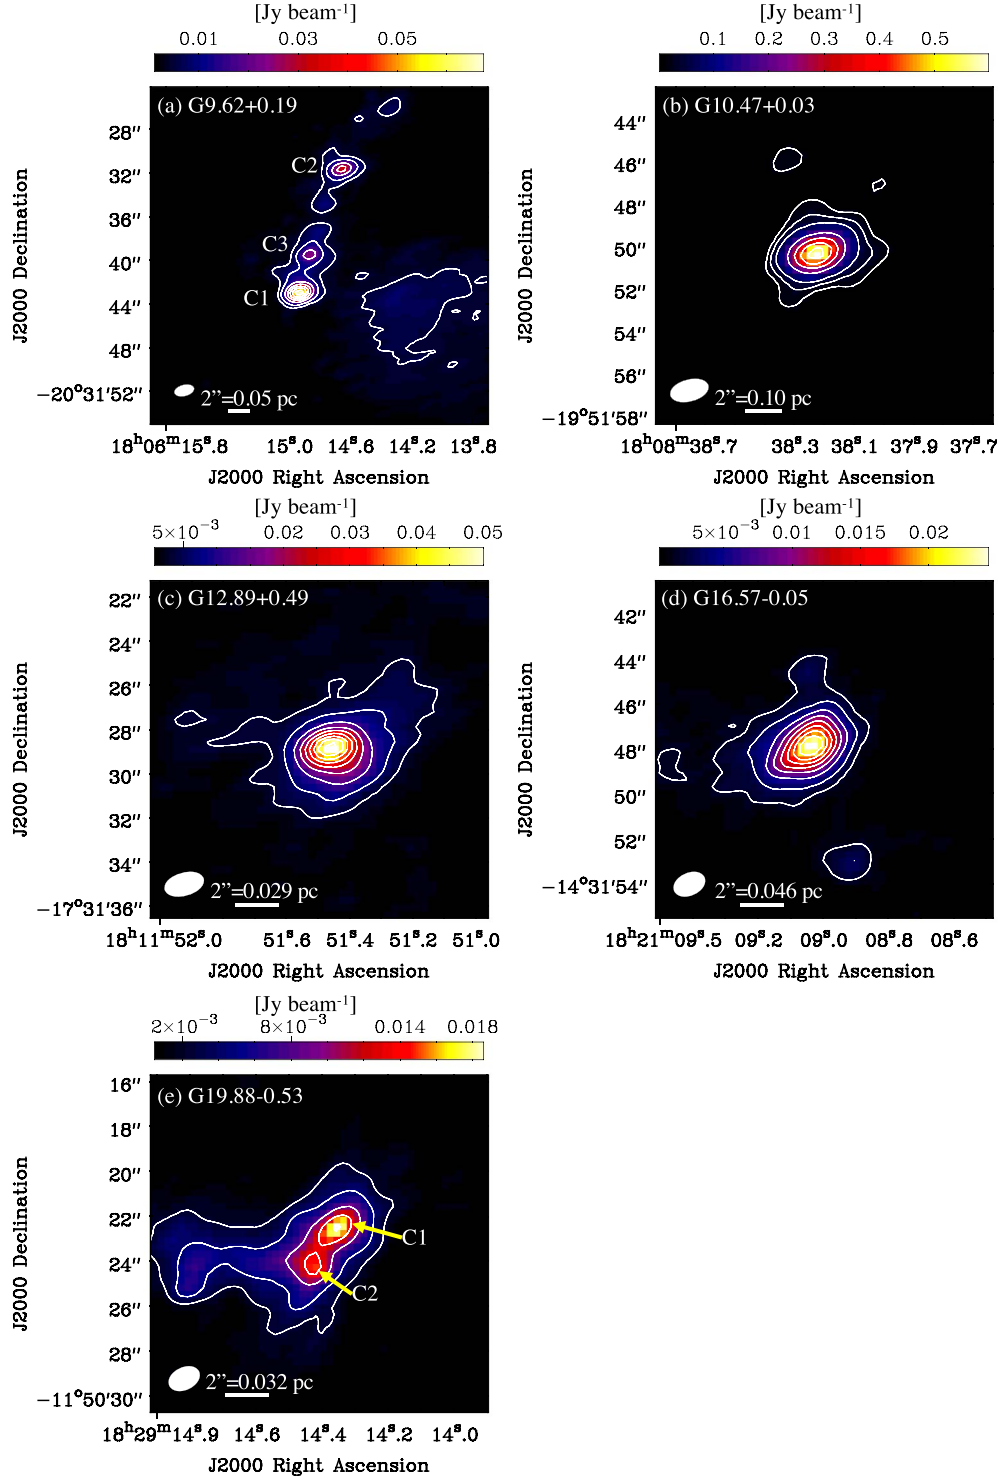 [Jy beam-1]
0.01 0.03 0.05
(a) G9.62+0.19
28″
C2
32″
36″
C3
40″
C1
44″
48″
−20°31′52″
2”=0.05 pc
18h06m15s.8 15s.0 14s.6 14s.2 13s.8
J2000 Right Ascension
J2000 Declination
[Jy beam-1]
0.1 0.2 0.3 0.4 0.5
(b) G10.47+0.03
44″
46″
48″
50″
52″
54″
56″
−19°51′58″
2”=0.10 pc
18h08m38s.7 38s.3 38s.1 37s.9 37s.7
J2000 Right Ascension
J2000 Declination
[Jy beam-1]
5×10−3 0.02 0.03 0.04 0.05
(c) G12.89+0.49
22″
24″
26″
28″
30″
32″
34″
−17°31′36″
2”=0.029 pc
18h11m52s.0 51s.6 51s.4 51s.2 51s.0
J2000 Right Ascension
J2000 Declination
[Jy beam-1]
5×10−3 0.01 0.015 0.02
(d) G16.57-0.05
42″
44″
46″
48″
50″
52″
−14°31′54″
2”=0.046 pc
18h21m09s.5 09s.2 09s.0 08s.8 08s.6
J2000 Right Ascension
J2000 Declination
[Jy beam-1]
2×10−3 8×10−3 0.014 0.018
(e) G19.88-0.53
16″
18″
20″
22″
C1
24″
C2
26″
28″
−11°50′30″
2”=0.032 pc
18h29m14s.9 14s.6 14s.4 14s.2 14s.0
J2000 Right Ascension
J2000 Declination